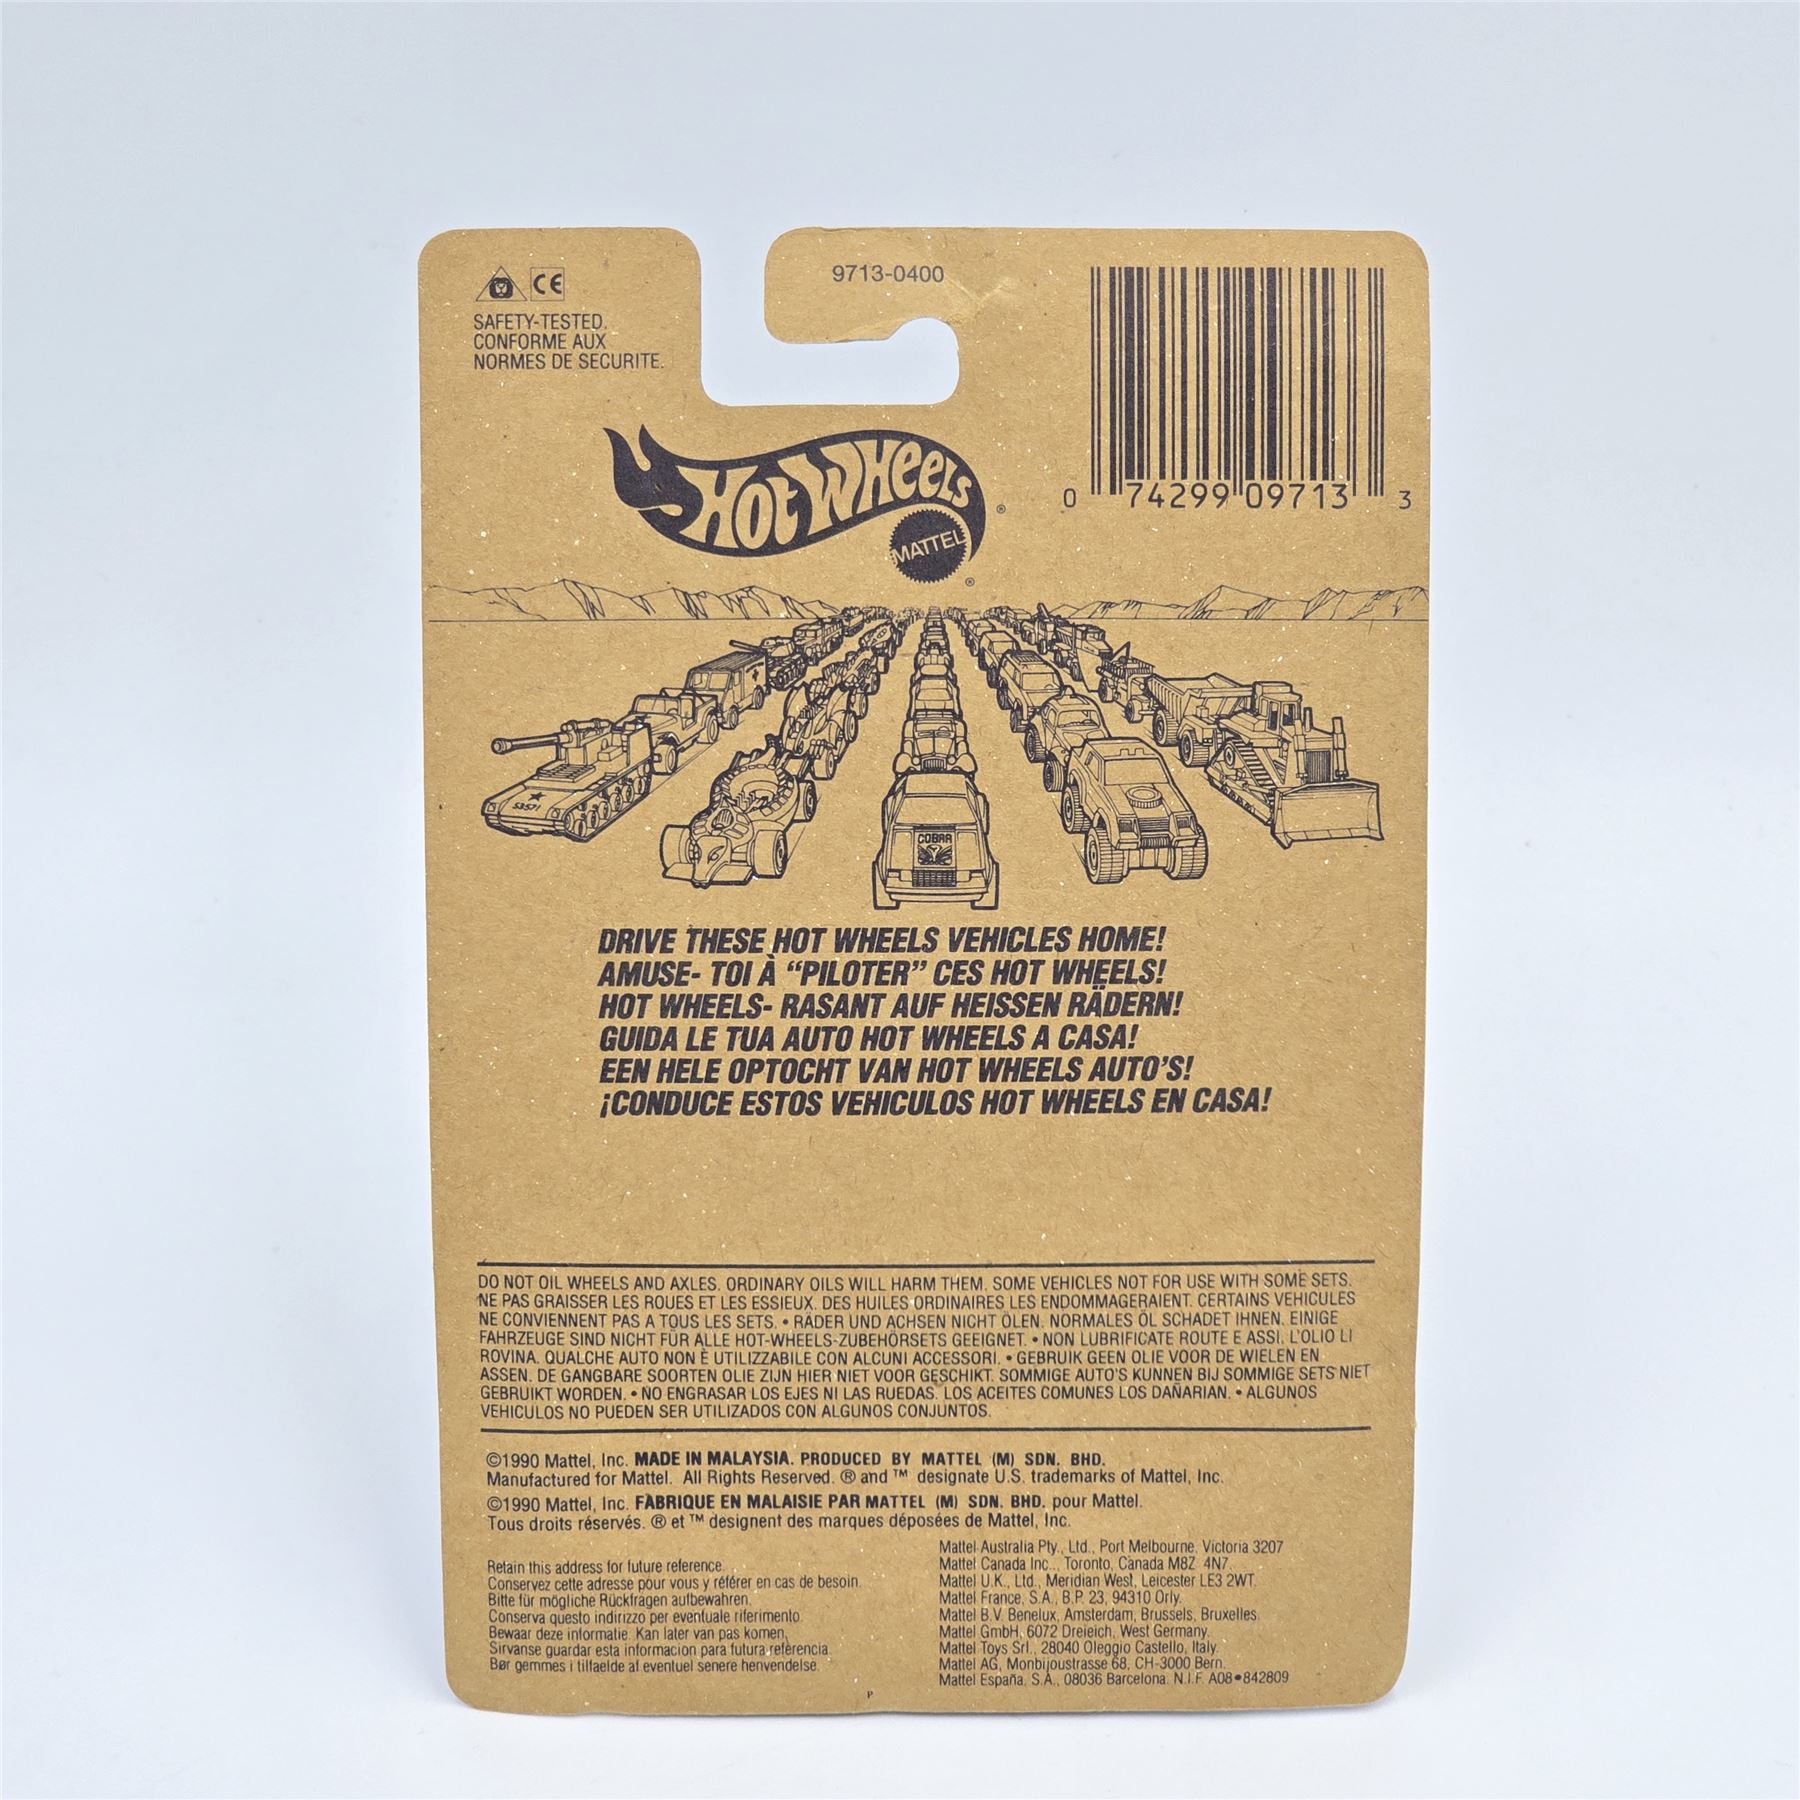 9713-0400
CE
SAFETY-TESTED.
CONFORME AUX
NORMES DE SECURITE.
0 74299 09713 3
Hot Wheels ®
MATTEL ®
53571
6
COBRA
DRIVE THESE HOT WHEELS VEHICLES HOME!
AMUSE- TOI À “PILOTER” CES HOT WHEELS!
HOT WHEELS- RASANT AUF HEISSEN RÄDERN!
GUIDA LE TUA AUTO HOT WHEELS A CASA!
EEN HELE OPTOCHT VAN HOT WHEELS AUTO'S!
¡CONDUCE ESTOS VEHICULOS HOT WHEELS EN CASA!
DO NOT OIL WHEELS AND AXLES. ORDINARY OILS WILL HARM THEM. SOME VEHICLES NOT FOR USE WITH SOME SETS.
NE PAS GRAISSER LES ROUES ET LES ESSIEUX. DES HUILES ORDINAIRES LES ENDOMMAGERAIENT. CERTAINS VEHICULES
NE CONVIENNENT PAS A TOUS LES SETS. • RÄDER UND ACHSEN NICHT ÖLEN. NORMALES ÖL SCHADET IHNEN. EINIGE
FAHRZEUGE SIND NICHT FÜR ALLE HOT-WHEELS-ZUBEHÖRSETS GEEIGNET. • NON LUBRIFICATE ROUTE E ASSI. L'OLIO LI
ROVINA. QUALCHE AUTO NON È UTILIZZABILE CON ALCUNI ACCESSORI. • GEBRUIK GEEN OLIE VOOR DE WIELEN EN
ASSEN. DE GANGBARE SOORTEN OLIE ZIJN HIER NIET VOOR GESCHIKT. SOMMIGE AUTO'S KUNNEN BIJ SOMMIGE SETS NIET
GEBRUIKT WORDEN. • NO ENGRASAR LOS EJES NI LAS RUEDAS. LOS ACEITES COMUNES LOS DAÑARIAN. • ALGUNOS
VEHICULOS NO PUEDEN SER UTILIZADOS CON ALGUNOS CONJUNTOS.
©1990 Mattel, Inc. MADE IN MALAYSIA. PRODUCED BY MATTEL (M) SDN. BHD.
Manufactured for Mattel. All Rights Reserved. ® and ™ designate U.S. trademarks of Mattel, Inc.
©1990 Mattel, Inc. FABRIQUE EN MALAISIE PAR MATTEL (M) SDN. BHD. pour Mattel.
Tous droits réservés. ® et ™ designent des marques déposées de Mattel, Inc.
Retain this address for future reference.
Conservez cette adresse pour vous y référer en cas de besoin.
Bitte für mögliche Rückfragen aufbewahren.
Conserva questo indirizzo per eventuale riferimento.
Bewaar deze informatie. Kan later van pas komen.
Sirvanse guardar esta informacion para futura referencia.
Bør gemmes i tilfaelde af eventuel senere henvendelse.
Mattel Australia Pty., Ltd., Port Melbourne, Victoria 3207
Mattel Canada Inc., Toronto, Canada M8Z 4N7.
Mattel U.K., Ltd., Meridian West, Leicester LE3 2WT.
Mattel France, S.A., B.P. 23, 94310 Orly.
Mattel B.V. Benelux, Amsterdam, Brussels, Bruxelles.
Mattel GmbH, 6072 Dreieich, West Germany.
Mattel Toys Srl., 28040 Oleggio Castello, Italy.
Mattel AG, Monbijoustrasse 68, CH-3000 Bern.
Mattel España, S.A., 08036 Barcelona. N.I.F. A08•842809
P